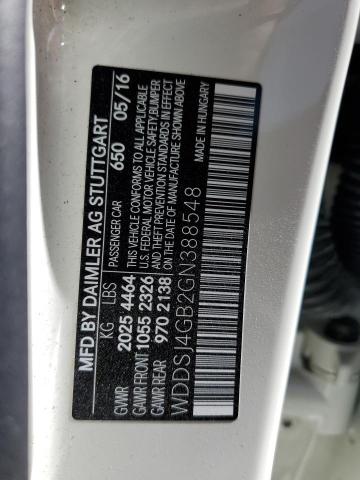 MFD BY DAIMLER AG STUTTGART
PASSENGER CAR 650 05/16
KG LBS
GVWR 2025 4464
GAWR FRONT 1055 2326
GAWR REAR 970 2138
THIS VEHICLE CONFORMS TO ALL APPLICABLE
U.S. FEDERAL MOTOR VEHICLE SAFETY,BUMPER
AND THEFT PREVENTION STANDARDS IN EFFECT
ON THE DATE OF MANUFACTURE SHOWN ABOVE
MADE IN HUNGARY
WDDSJ4GB2GN388548